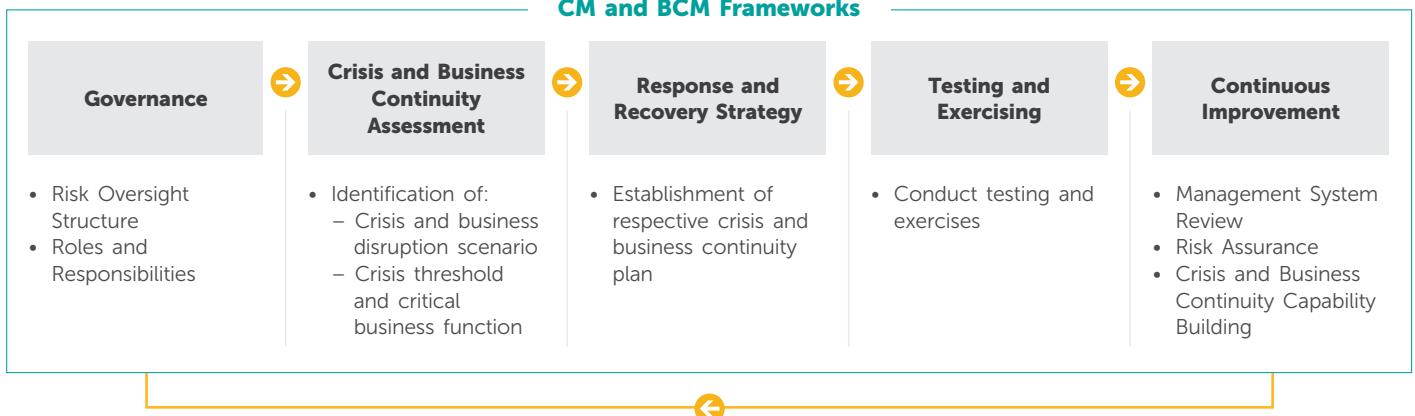 CM and BCM Frameworks
Governance
Crisis and Business
Continuity
Assessment
Response and
Recovery Strategy
Testing and
Exercising
Continuous
Improvement
• Risk Oversight
Structure
• Roles and
Responsibilities
• Identification of:
– Crisis and business
disruption scenario
– Crisis threshold
and critical
business function
• Establishment of
respective crisis and
business continuity
plan
• Conduct testing and
exercises
• Management System
Review
• Risk Assurance
• Crisis and Business
Continuity Capability
Building